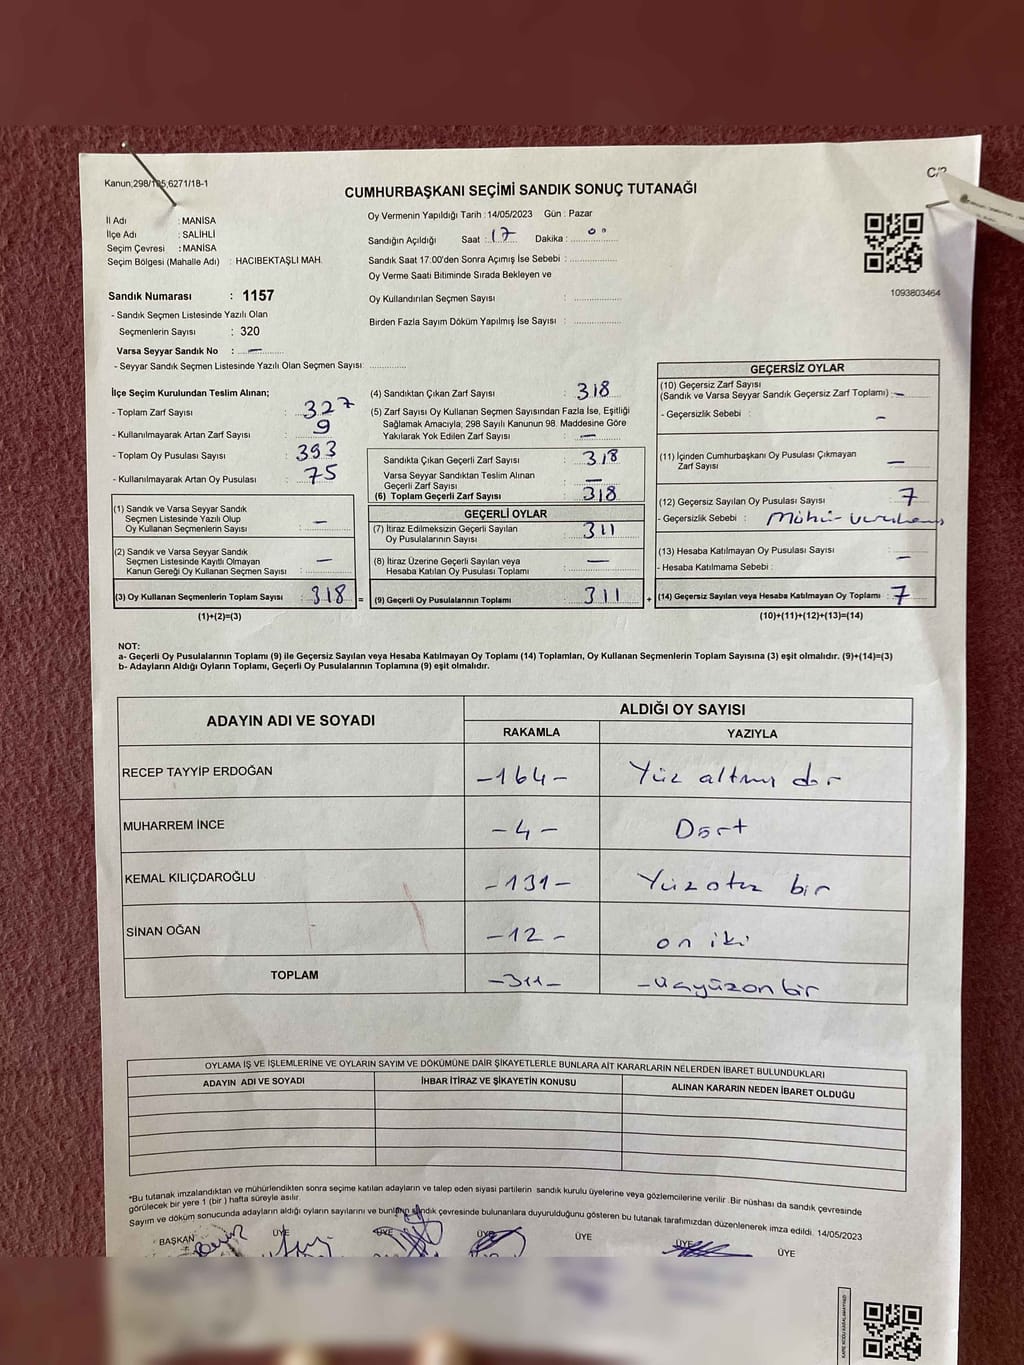 Kanun,298/105,6271/18-1
CUMHURBAŞKANI SEÇİMİ SANDIK SONUÇ TUTANAĞI
İl Adı : MANİSA
İlçe Adı : SALİHLİ
Seçim Çevresi : MANİSA
Seçim Bölgesi (Mahalle Adı) : HACIBEKTAŞLI MAH.
Oy Vermenin Yapıldığı Tarih : 14/05/2023 Gün : Pazar
Sandığın Açıldığı Saat : 17 Dakika : 00
Sandık Saat 17:00'den Sonra Açımış İse Sebebi :
Oy Verme Saati Bitiminde Sırada Bekleyen ve
Oy Kullandırılan Seçmen Sayısı :
Birden Fazla Sayım Döküm Yapılmış İse Sayısı :
1093803464
Sandık Numarası : 1157
- Sandık Seçmen Listesinde Yazılı Olan
Seçmenlerin Sayısı : 320
Varsa Seyyar Sandık No : —
- Seyyar Sandık Seçmen Listesinde Yazılı Olan Seçmen Sayısı:
İlçe Seçim Kurulundan Teslim Alınan;
- Toplam Zarf Sayısı : 327
- Kullanılmayarak Artan Zarf Sayısı : 9
- Toplam Oy Pusulası Sayısı : 393
- Kullanılmayarak Artan Oy Pusulası : 75
(1) Sandık ve Varsa Seyyar Sandık
Seçmen Listesinde Yazılı Olup
Oy Kullanan Seçmenlerin Sayısı : —
(2) Sandık ve Varsa Seyyar Sandık
Seçmen Listesinde Kayıtlı Olmayan
Kanun Gereği Oy Kullanan Seçmen Sayısı : —
(3) Oy Kullanan Seçmenlerin Toplam Sayısı : 318 =
(1)+(2)=(3)
(4) Sandıktan Çıkan Zarf Sayısı : 318
(5) Zarf Sayısı Oy Kullanan Seçmen Sayısından Fazla İse, Eşitliği
Sağlamak Amacıyla; 298 Sayılı Kanunun 98. Maddesine Göre
Yakılarak Yok Edilen Zarf Sayısı : —
Sandıkta Çıkan Geçerli Zarf Sayısı : 318
Varsa Seyyar Sandıktan Teslim Alınan
Geçerli Zarf Sayısı : —
(6) Toplam Geçerli Zarf Sayısı : 318
GEÇERLİ OYLAR
(7) İtiraz Edilmeksizin Geçerli Sayılan
Oy Pusulalarının Sayısı : 311
(8) İtiraz Üzerine Geçerli Sayılan veya
Hesaba Katılan Oy Pusulası Toplamı : —
(9) Geçerli Oy Pusulalarının Toplamı : 311 +
GEÇERSİZ OYLAR
(10) Geçersiz Zarf Sayısı
(Sandık ve Varsa Seyyar Sandık Geçersiz Zarf Toplamı) : —
- Geçersizlik Sebebi : —
(11) İçinden Cumhurbaşkanı Oy Pusulası Çıkmayan
Zarf Sayısı : —
(12) Geçersiz Sayılan Oy Pusulası Sayısı : 7
- Geçersizlik Sebebi : Mühür
(13) Hesaba Katılmayan Oy Pusulası Sayısı : —
- Hesaba Katılmama Sebebi :
(14) Geçersiz Sayılan veya Hesaba Katılmayan Oy Toplamı : 7
(10)+(11)+(12)+(13)=(14)
NOT:
a- Geçerli Oy Pusulalarının Toplamı (9) ile Geçersiz Sayılan veya Hesaba Katılmayan Oy Toplamı (14) Toplamları, Oy Kullanan Seçmenlerin Toplam Sayısına (3) eşit olmalıdır. (9)+(14)=(3)
b- Adayların Aldığı Oyların Toplamı, Geçerli Oy Pusulalarının Toplamına (9) eşit olmalıdır.
ADAYIN ADI VE SOYADI ALDIĞI OY SAYISI
RAKAMLA YAZIYLA
RECEP TAYYİP ERDOĞAN -164- Yüz altmış dör
MUHARREM İNCE -4- Dört
KEMAL KILIÇDAROĞLU -131- Yüz otuz bir
SİNAN OĞAN -12- on iki
TOPLAM -311- -üçyüzon bir
OYLAMA İŞ VE İŞLEMLERİNE VE OYLARIN SAYIM VE DÖKÜMÜNE DAİR ŞİKAYETLERLE BUNLARA AİT KARARLARIN NELERDEN İBARET BULUNDUKLARI
ADAYIN ADI VE SOYADI İHBAR İTİRAZ VE ŞİKAYETİN KONUSU ALINAN KARARIN NEDEN İBARET OLDUĞU
*Bu tutanak imzalandıktan ve mühürlendikten sonra seçime katılan adayların ve talep eden siyasi partilerin sandık kurulu üyelerine veya gözlemcilerine verilir. Bir nüshası da sandık çevresinde
görülecek bir yere 1 (bir) hafta süreyle asılır.
Sayım ve döküm sonucunda adayların aldığı oyların sayılarını ve bunların sandık çevresinde bulunanlara duyurulduğunu gösteren bu tutanak tarafımızdan düzenlenerek imza edildi. 14/05/2023
BAŞKAN ÜYE ÜYE ÜYE ÜYE ÜYE ÜYE